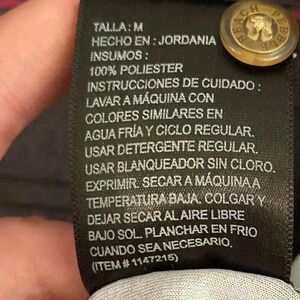 TALLA: M
HECHO EN : JORDANIA
INSUMOS :
100% POLIESTER
INSTRUCCIONES DE CUIDADO :
LAVAR A MÁQUINA CON
COLORES SIMILARES EN
AGUA FRÍA Y CICLO REGULAR.
USAR DETERGENTE REGULAR.
USAR BLANQUEADOR SIN CLORO.
EXPRIMIR. SECAR A MÁQUINA A
TEMPERATURA BAJA. COLGAR Y
DEJAR SECAR AL AIRE LIBRE
BAJO SOL. PLANCHAR EN FRIO
CUANDO SEA NECESARIO.
(ITEM # 1147215)
REACH